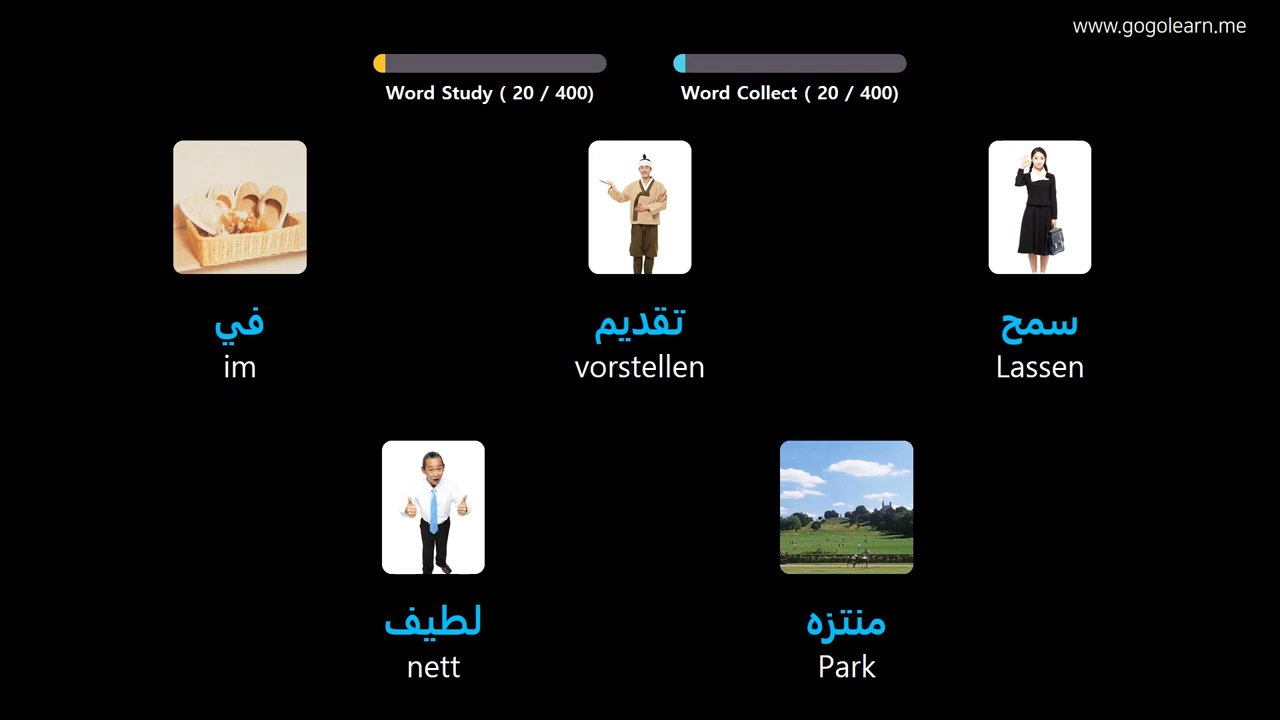 www.gogolearn.me
Word Study ( 20 / 400)
Word Collect ( 20 / 400)
في
im
تقديم
vorstellen
سمح
Lassen
لطيف
nett
منتزه
Park